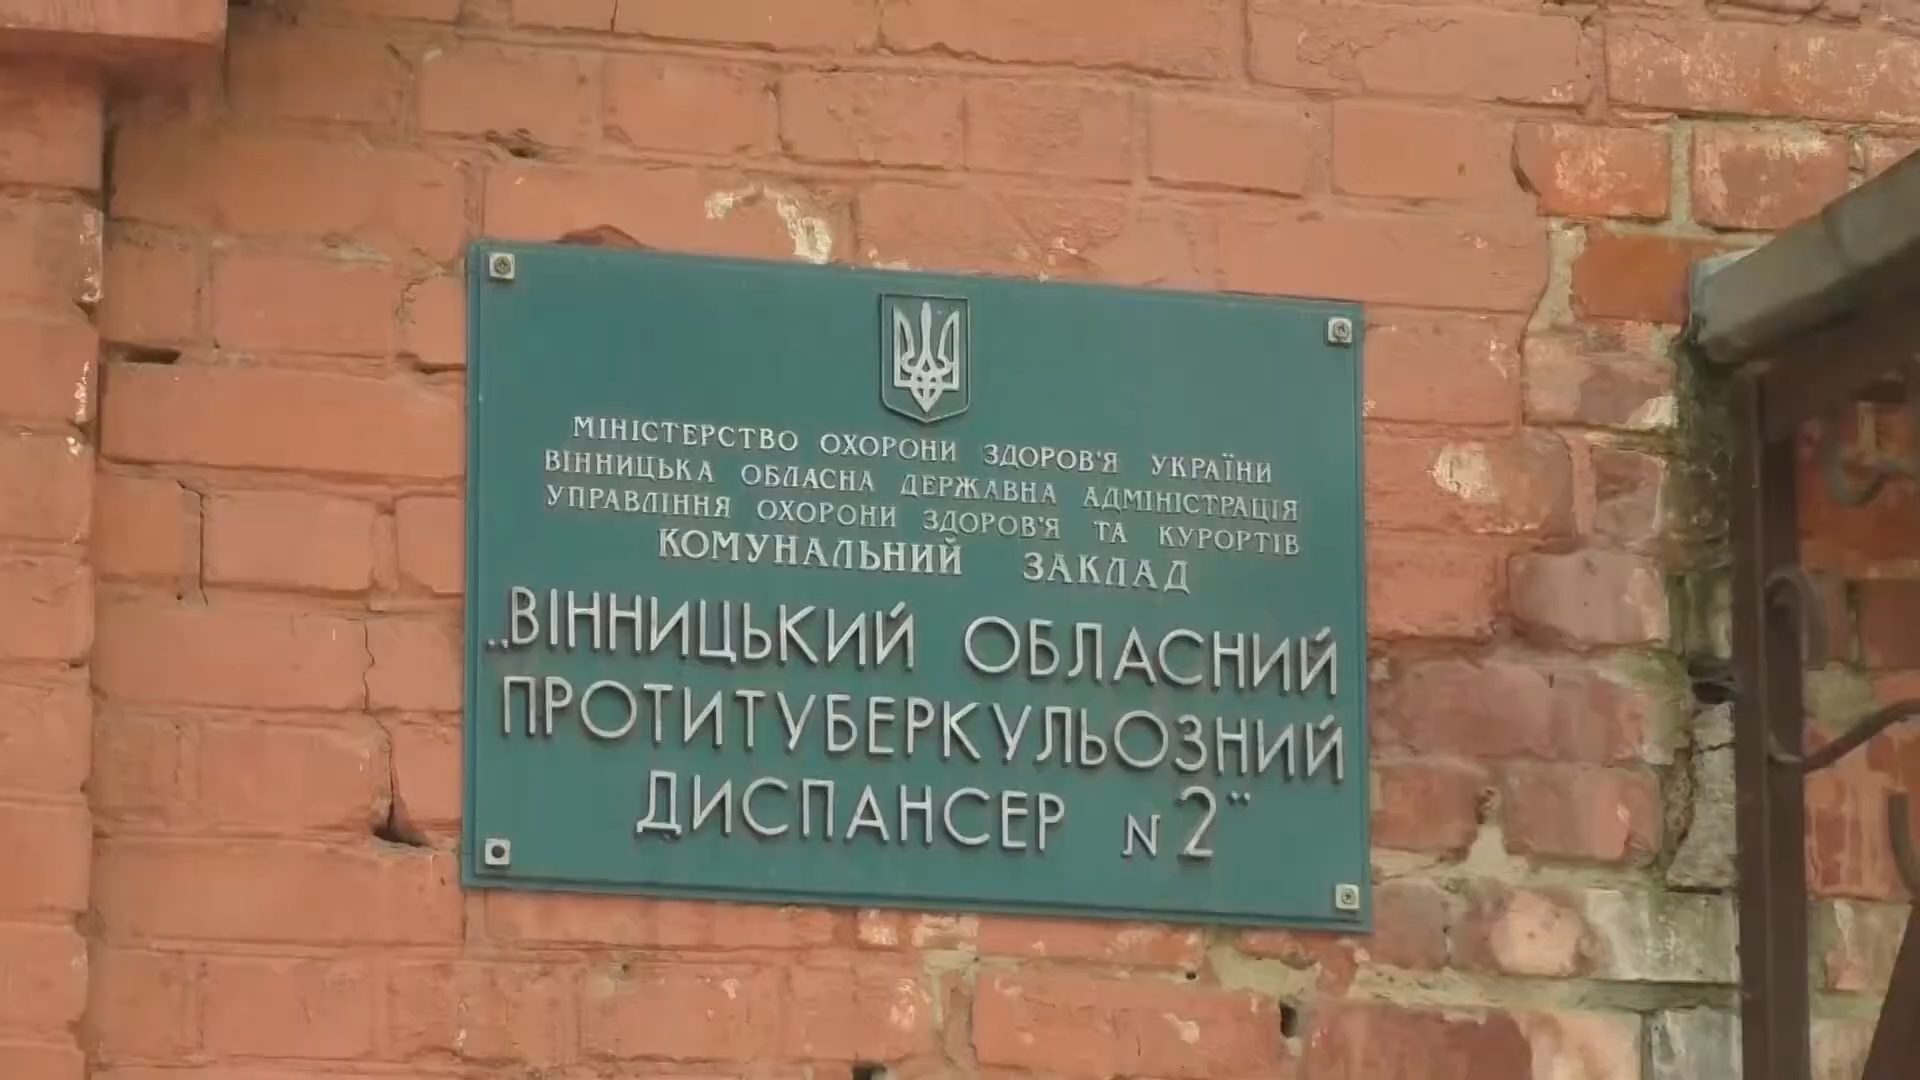 МІНІСТЕРСТВО ОХОРОНИ ЗДОРОВ'Я УКРАЇНИ
ВІННИЦЬКА ОБЛАСНА ДЕРЖАВНА АДМІНІСТРАЦІЯ
УПРАВЛІННЯ ОХОРОНИ ЗДОРОВ'Я ТА КУРОРТІВ
КОМУНАЛЬНИЙ ЗАКЛАД
„ВІННИЦЬКИЙ ОБЛАСНИЙ
ПРОТИТУБЕРКУЛЬОЗНИЙ
ДИСПАНСЕР N 2“